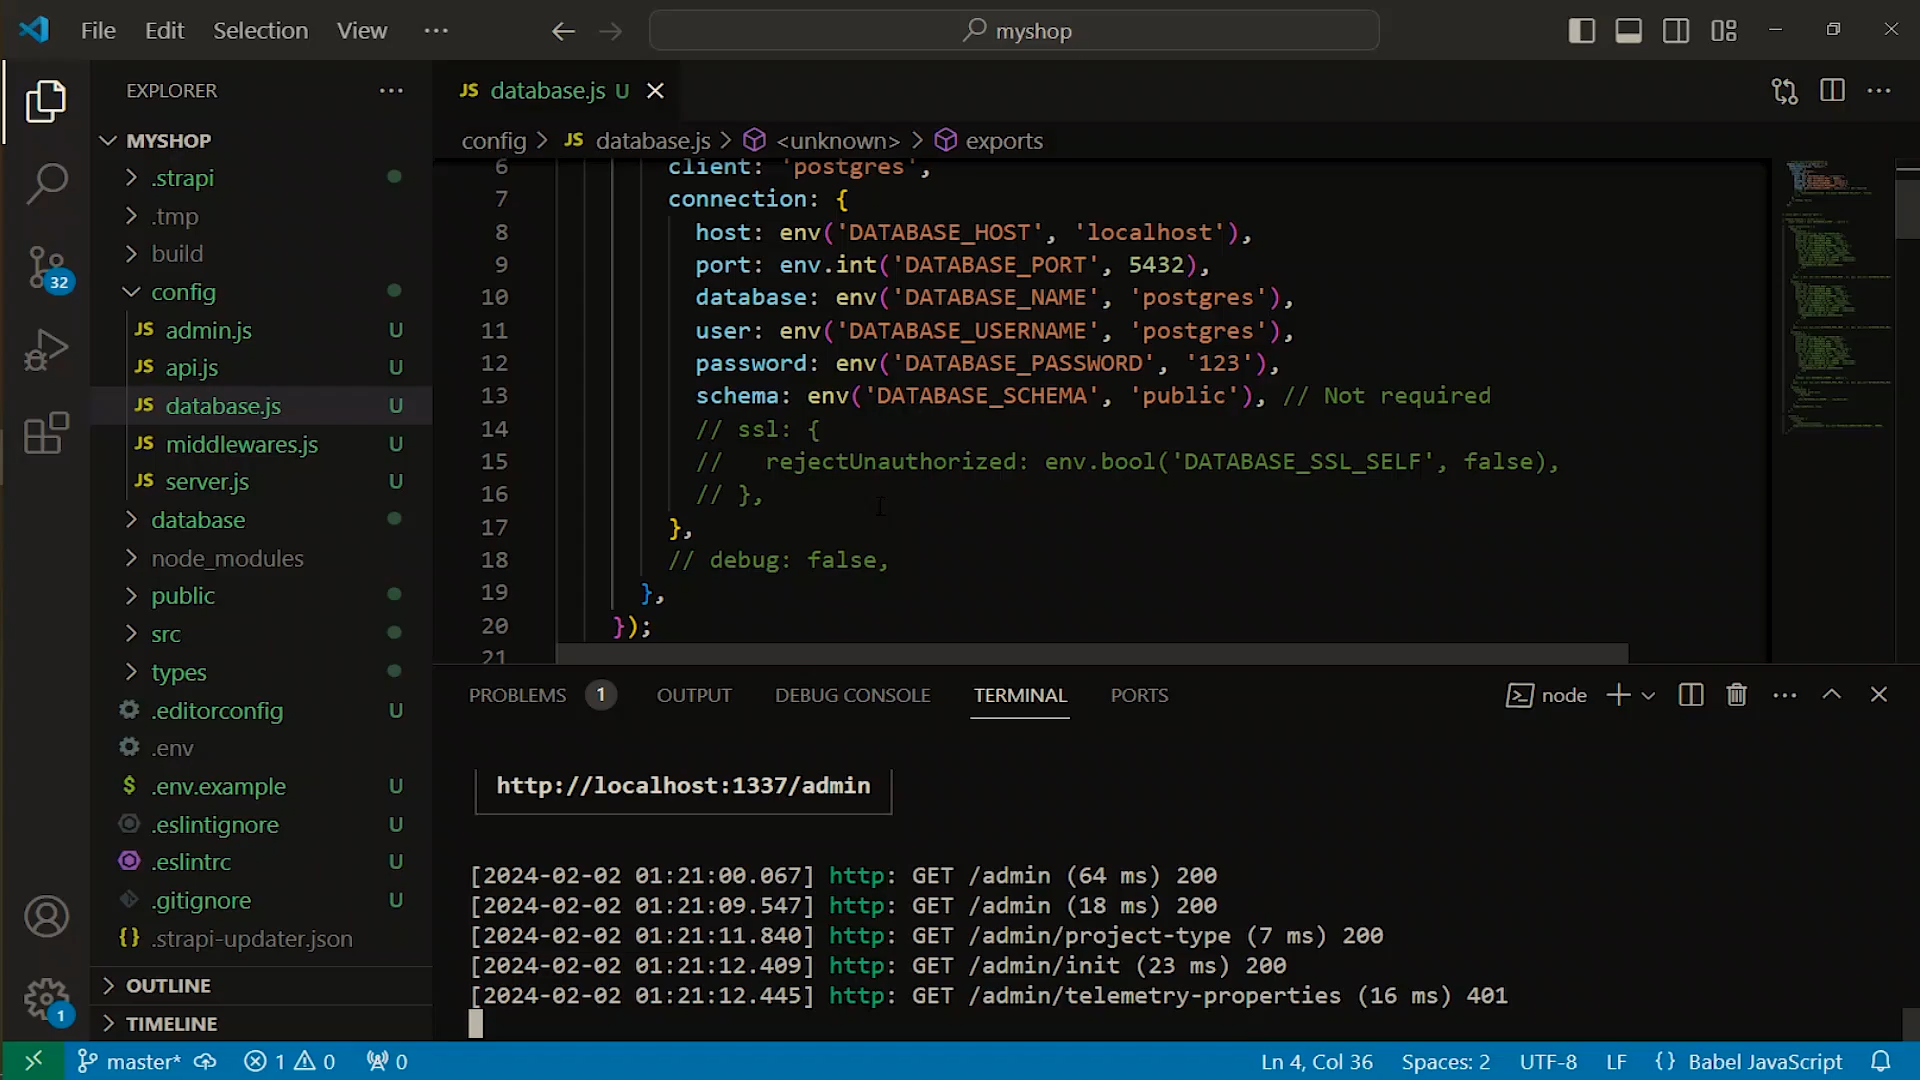 File Edit Selection View ··· myshop
EXPLORER ···
MYSHOP
.strapi
.tmp
build
config
JS admin.js U
JS api.js U
JS database.js U
JS middlewares.js U
JS server.js U
database
node_modules
public
src
types
.editorconfig U
.env
$ .env.example U
.eslintignore U
.eslintrc U
.gitignore U
{} .strapi-updater.json
OUTLINE
TIMELINE
32
1
JS database.js U
config > JS database.js > <unknown> > exports
6 client: 'postgres',
7 connection: {
8 host: env('DATABASE_HOST', 'localhost'),
9 port: env.int('DATABASE_PORT', 5432),
10 database: env('DATABASE_NAME', 'postgres'),
11 user: env('DATABASE_USERNAME', 'postgres'),
12 password: env('DATABASE_PASSWORD', '123'),
13 schema: env('DATABASE_SCHEMA', 'public'), // Not required
14 // ssl: {
15 //   rejectUnauthorized: env.bool('DATABASE_SSL_SELF', false),
16 // },
17 },
18 // debug: false,
19 },
20 });
21
PROBLEMS 1 OUTPUT DEBUG CONSOLE TERMINAL PORTS node
http://localhost:1337/admin
[2024-02-02 01:21:00.067] http: GET /admin (64 ms) 200
[2024-02-02 01:21:09.547] http: GET /admin (18 ms) 200
[2024-02-02 01:21:11.840] http: GET /admin/project-type (7 ms) 200
[2024-02-02 01:21:12.409] http: GET /admin/init (23 ms) 200
[2024-02-02 01:21:12.445] http: GET /admin/telemetry-properties (16 ms) 401
master* 1 0 0 Ln 4, Col 36 Spaces: 2 UTF-8 LF {} Babel JavaScript